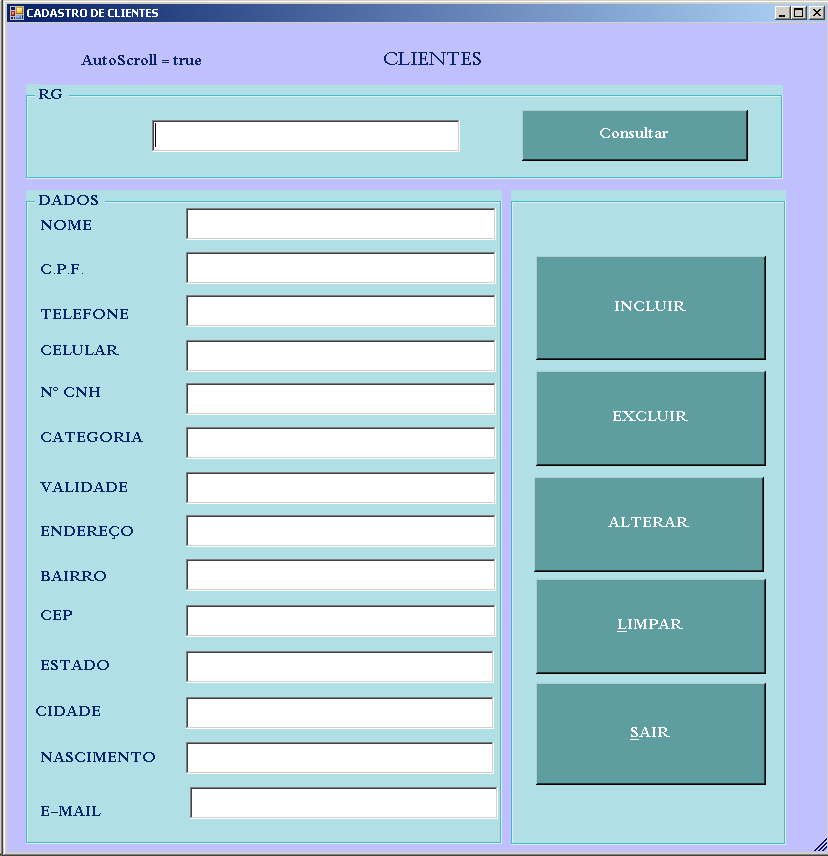 CADASTRO DE CLIENTES
AutoScroll = true
CLIENTES
RG
Consultar
DADOS
NOME
C.P.F.
TELEFONE
CELULAR
Nº CNH
CATEGORIA
VALIDADE
ENDEREÇO
BAIRRO
CEP
ESTADO
CIDADE
NASCIMENTO
E-MAIL
INCLUIR
EXCLUIR
ALTERAR
LIMPAR
SAIR